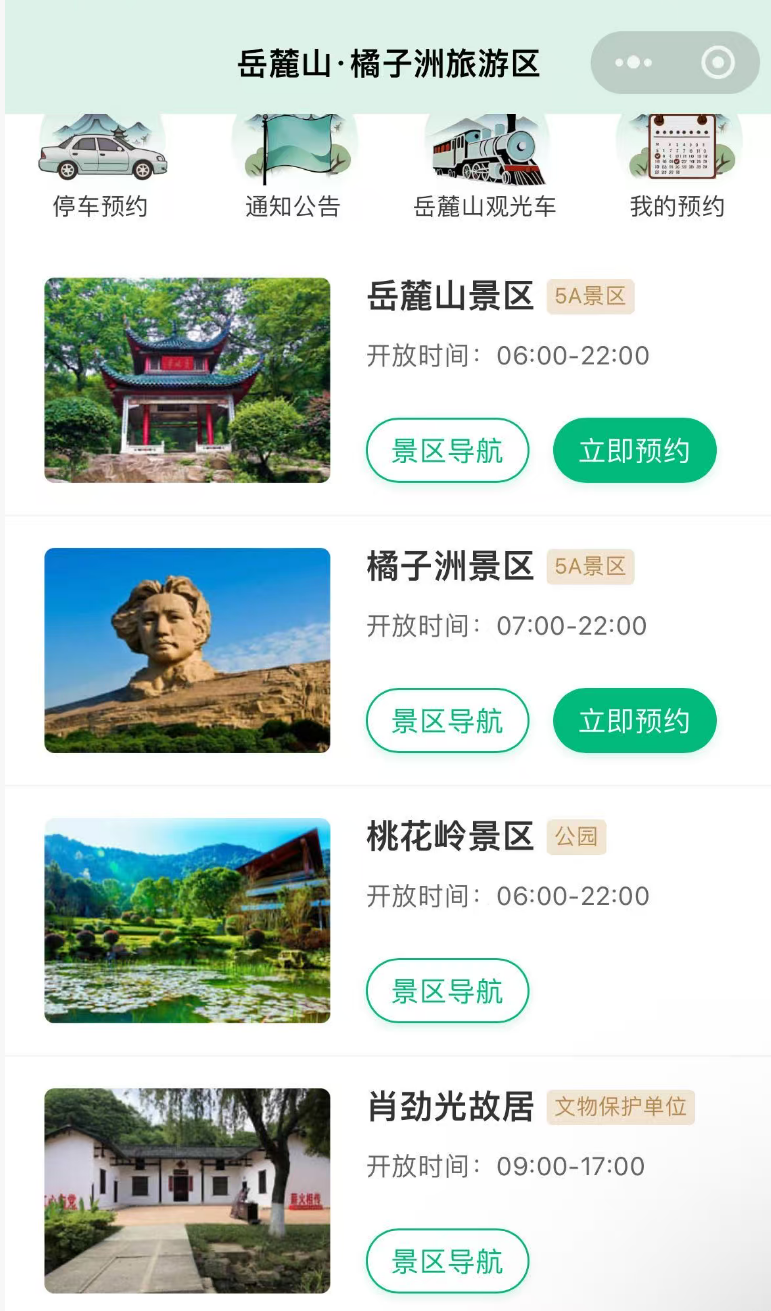 岳麓山·橘子洲旅游区
停车预约
通知公告
岳麓山观光车
我的预约
岳麓山景区 5A景区
开放时间：06:00-22:00
景区导航 立即预约
橘子洲景区 5A景区
开放时间：07:00-22:00
景区导航 立即预约
桃花岭景区 公园
开放时间：06:00-22:00
景区导航
肖劲光故居 文物保护单位
开放时间：09:00-17:00
薪火相传
景区导航